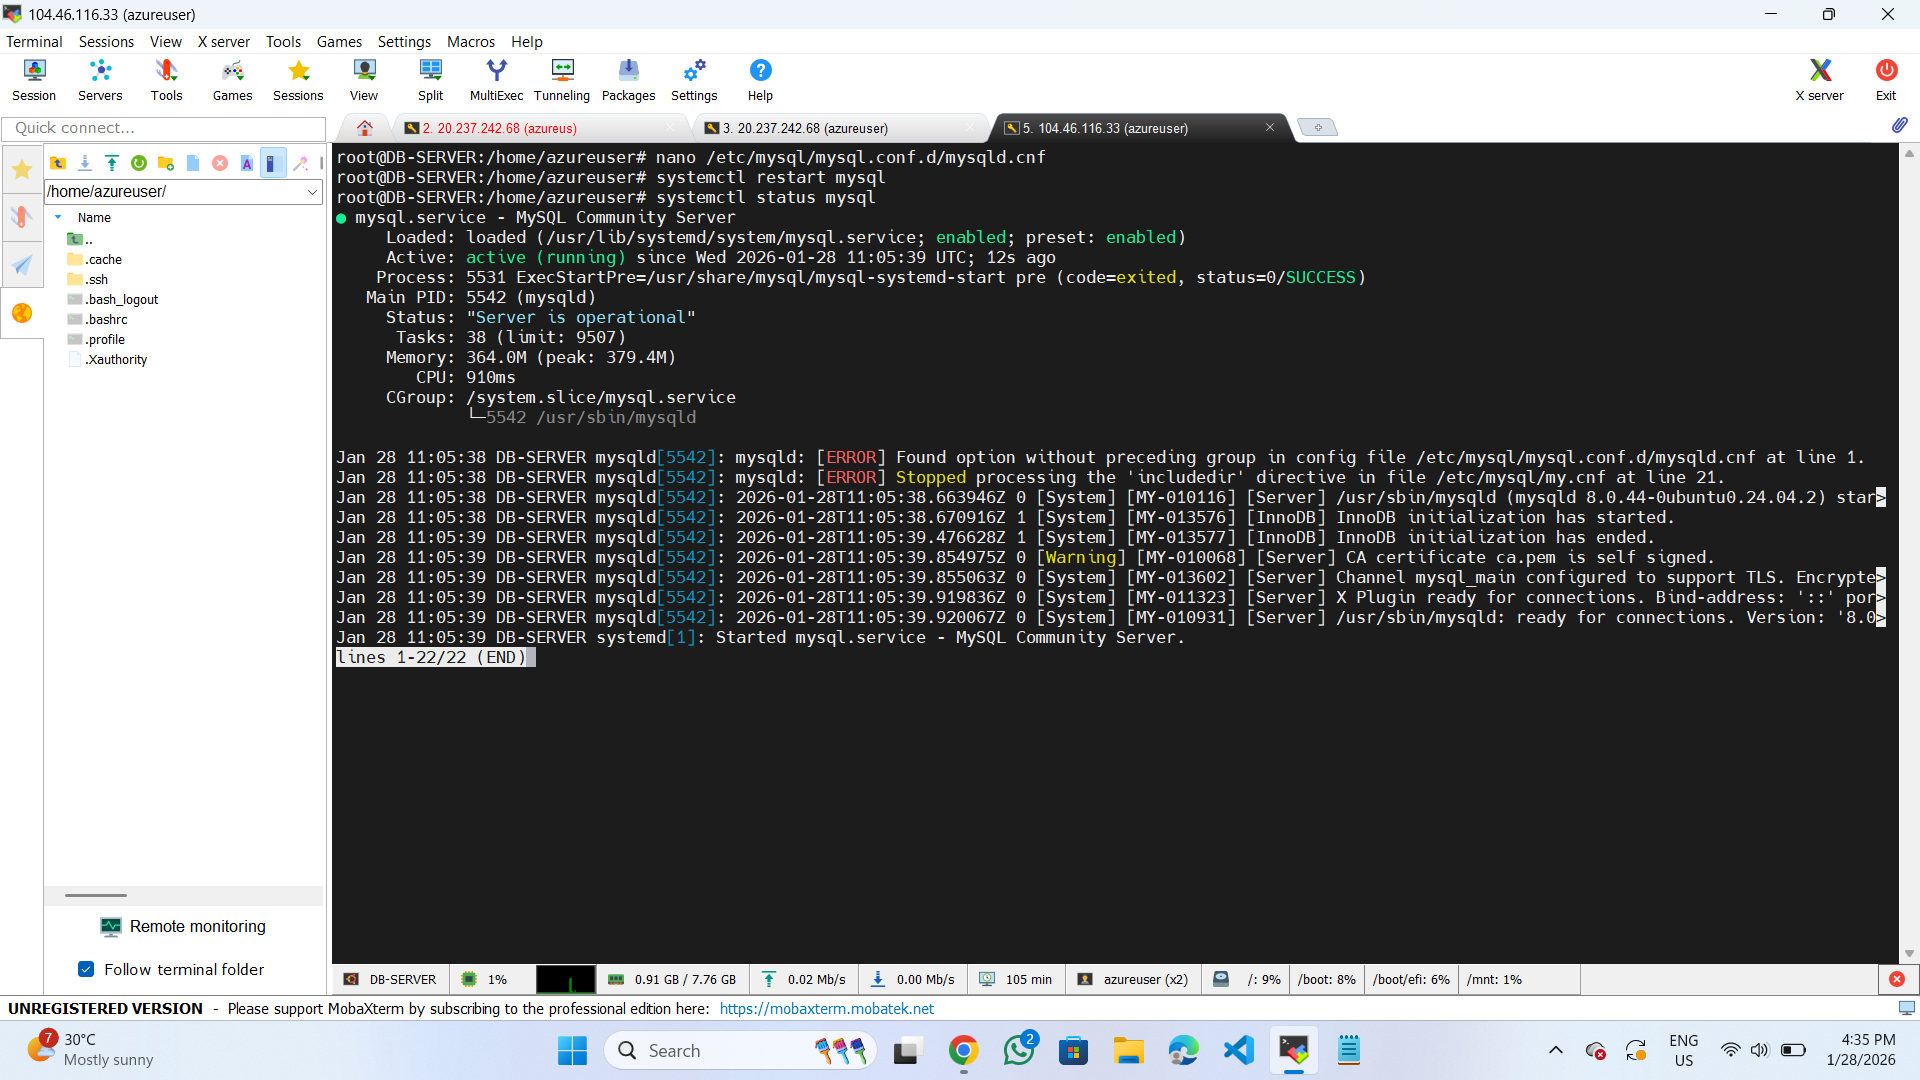 104.46.116.33 (azureuser)
Terminal Sessions View X server Tools Games Settings Macros Help
Session Servers Tools Games Sessions View Split MultiExec Tunneling Packages Settings Help X server Exit
Quick connect...
2. 20.237.242.68 (azureus)
3. 20.237.242.68 (azureuser)
5. 104.46.116.33 (azureuser)
/home/azureuser/
Name
..
.cache
.ssh
.bash_logout
.bashrc
.profile
.Xauthority
Remote monitoring
Follow terminal folder
root@DB-SERVER:/home/azureuser# nano /etc/mysql/mysql.conf.d/mysqld.cnf
root@DB-SERVER:/home/azureuser# systemctl restart mysql
root@DB-SERVER:/home/azureuser# systemctl status mysql
● mysql.service - MySQL Community Server
Loaded: loaded (/usr/lib/systemd/system/mysql.service; enabled; preset: enabled)
Active: active (running) since Wed 2026-01-28 11:05:39 UTC; 12s ago
Process: 5531 ExecStartPre=/usr/share/mysql/mysql-systemd-start pre (code=exited, status=0/SUCCESS)
Main PID: 5542 (mysqld)
Status: "Server is operational"
Tasks: 38 (limit: 9507)
Memory: 364.0M (peak: 379.4M)
CPU: 910ms
CGroup: /system.slice/mysql.service
└─5542 /usr/sbin/mysqld
Jan 28 11:05:38 DB-SERVER mysqld[5542]: mysqld: [ERROR] Found option without preceding group in config file /etc/mysql/mysql.conf.d/mysqld.cnf at line 1.
Jan 28 11:05:38 DB-SERVER mysqld[5542]: mysqld: [ERROR] Stopped processing the 'includedir' directive in file /etc/mysql/my.cnf at line 21.
Jan 28 11:05:38 DB-SERVER mysqld[5542]: 2026-01-28T11:05:38.663946Z 0 [System] [MY-010116] [Server] /usr/sbin/mysqld (mysqld 8.0.44-0ubuntu0.24.04.2) star>
Jan 28 11:05:38 DB-SERVER mysqld[5542]: 2026-01-28T11:05:38.670916Z 1 [System] [MY-013576] [InnoDB] InnoDB initialization has started.
Jan 28 11:05:39 DB-SERVER mysqld[5542]: 2026-01-28T11:05:39.476628Z 1 [System] [MY-013577] [InnoDB] InnoDB initialization has ended.
Jan 28 11:05:39 DB-SERVER mysqld[5542]: 2026-01-28T11:05:39.854975Z 0 [Warning] [MY-010068] [Server] CA certificate ca.pem is self signed.
Jan 28 11:05:39 DB-SERVER mysqld[5542]: 2026-01-28T11:05:39.855063Z 0 [System] [MY-013602] [Server] Channel mysql_main configured to support TLS. Encrypte>
Jan 28 11:05:39 DB-SERVER mysqld[5542]: 2026-01-28T11:05:39.919836Z 0 [System] [MY-011323] [Server] X Plugin ready for connections. Bind-address: '::' por>
Jan 28 11:05:39 DB-SERVER mysqld[5542]: 2026-01-28T11:05:39.920067Z 0 [System] [MY-010931] [Server] /usr/sbin/mysqld: ready for connections. Version: '8.0>
Jan 28 11:05:39 DB-SERVER systemd[1]: Started mysql.service - MySQL Community Server.
lines 1-22/22 (END)
DB-SERVER 1% 0.91 GB / 7.76 GB 0.02 Mb/s 0.00 Mb/s 105 min azureuser (x2) /: 9% /boot: 8% /boot/efi: 6% /mnt: 1%
UNREGISTERED VERSION - Please support MobaXterm by subscribing to the professional edition here: https://mobaxterm.mobatek.net
7
30°C
Mostly sunny
Search
2
ENG
US
4:35 PM
1/28/2026